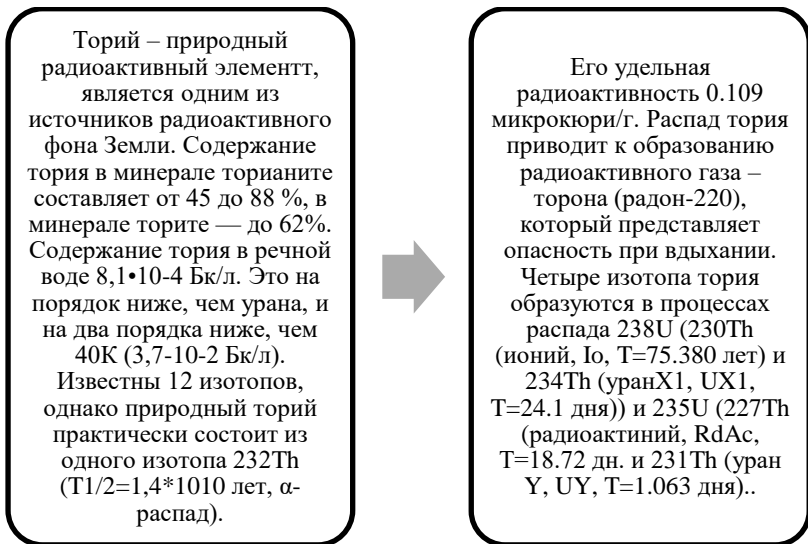 Торий – природный
радиоактивный элементт,
является одним из
источников радиоактивного
фона Земли. Содержание
тория в минерале торианите
составляет от 45 до 88 %, в
минерале торите — до 62%.
Содержание тория в речной
воде 8,1•10-4 Бк/л. Это на
порядок ниже, чем урана, и
на два порядка ниже, чем
40К (3,7-10-2 Бк/л).
Известны 12 изотопов,
однако природный торий
практически состоит из
одного изотопа 232Th
(T1/2=1,4*1010 лет, α-
распад).
Его удельная
радиоактивность 0.109
микрокюри/г. Распад тория
приводит к образованию
радиоактивного газа –
торона (радон-220),
который представляет
опасность при вдыхании.
Четыре изотопа тория
образуются в процессах
распада 238U (230Th
(ионий, Io, T=75.380 лет) и
234Th (уранX1, UX1,
T=24.1 дня)) и 235U (227Th
(радиоактиний, RdAc,
T=18.72 дн. и 231Th (уран
Y, UY, T=1.063 дня)..